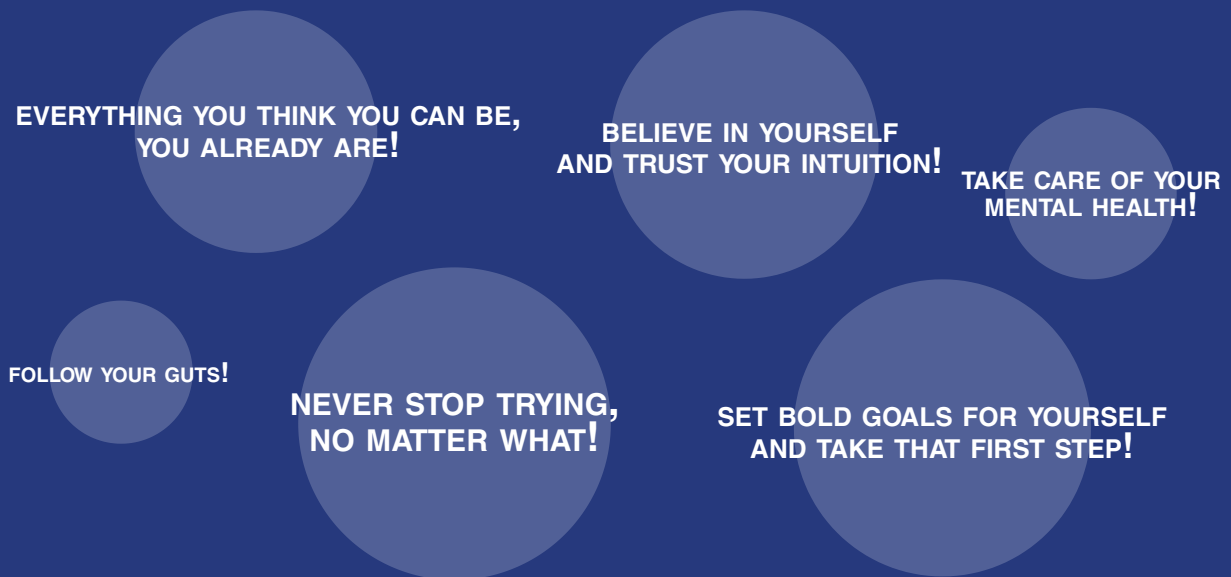 EVERYTHING YOU THINK YOU CAN BE,
YOU ALREADY ARE!
BELIEVE IN YOURSELF
AND TRUST YOUR INTUITION!
TAKE CARE OF YOUR
MENTAL HEALTH!
FOLLOW YOUR GUTS!
NEVER STOP TRYING,
NO MATTER WHAT!
SET BOLD GOALS FOR YOURSELF
AND TAKE THAT FIRST STEP!